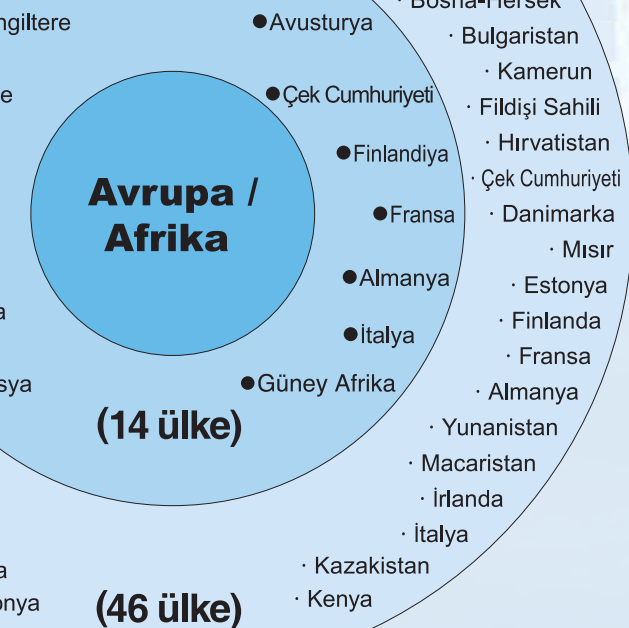 ngiltere
e
a
sya
a
onya
Avrupa /
Afrika
● Avusturya
● Çek Cumhuriyeti
● Finlandiya
● Fransa
● Almanya
● İtalya
● Güney Afrika
(14 ülke)
· Bosna-Hersek
· Bulgaristan
· Kamerun
· Fildişi Sahili
· Hırvatistan
· Çek Cumhuriyeti
· Danimarka
· Mısır
· Estonya
· Finlanda
· Fransa
· Almanya
· Yunanistan
· Macaristan
· İrlanda
· İtalya
· Kazakistan
· Kenya
(46 ülke)